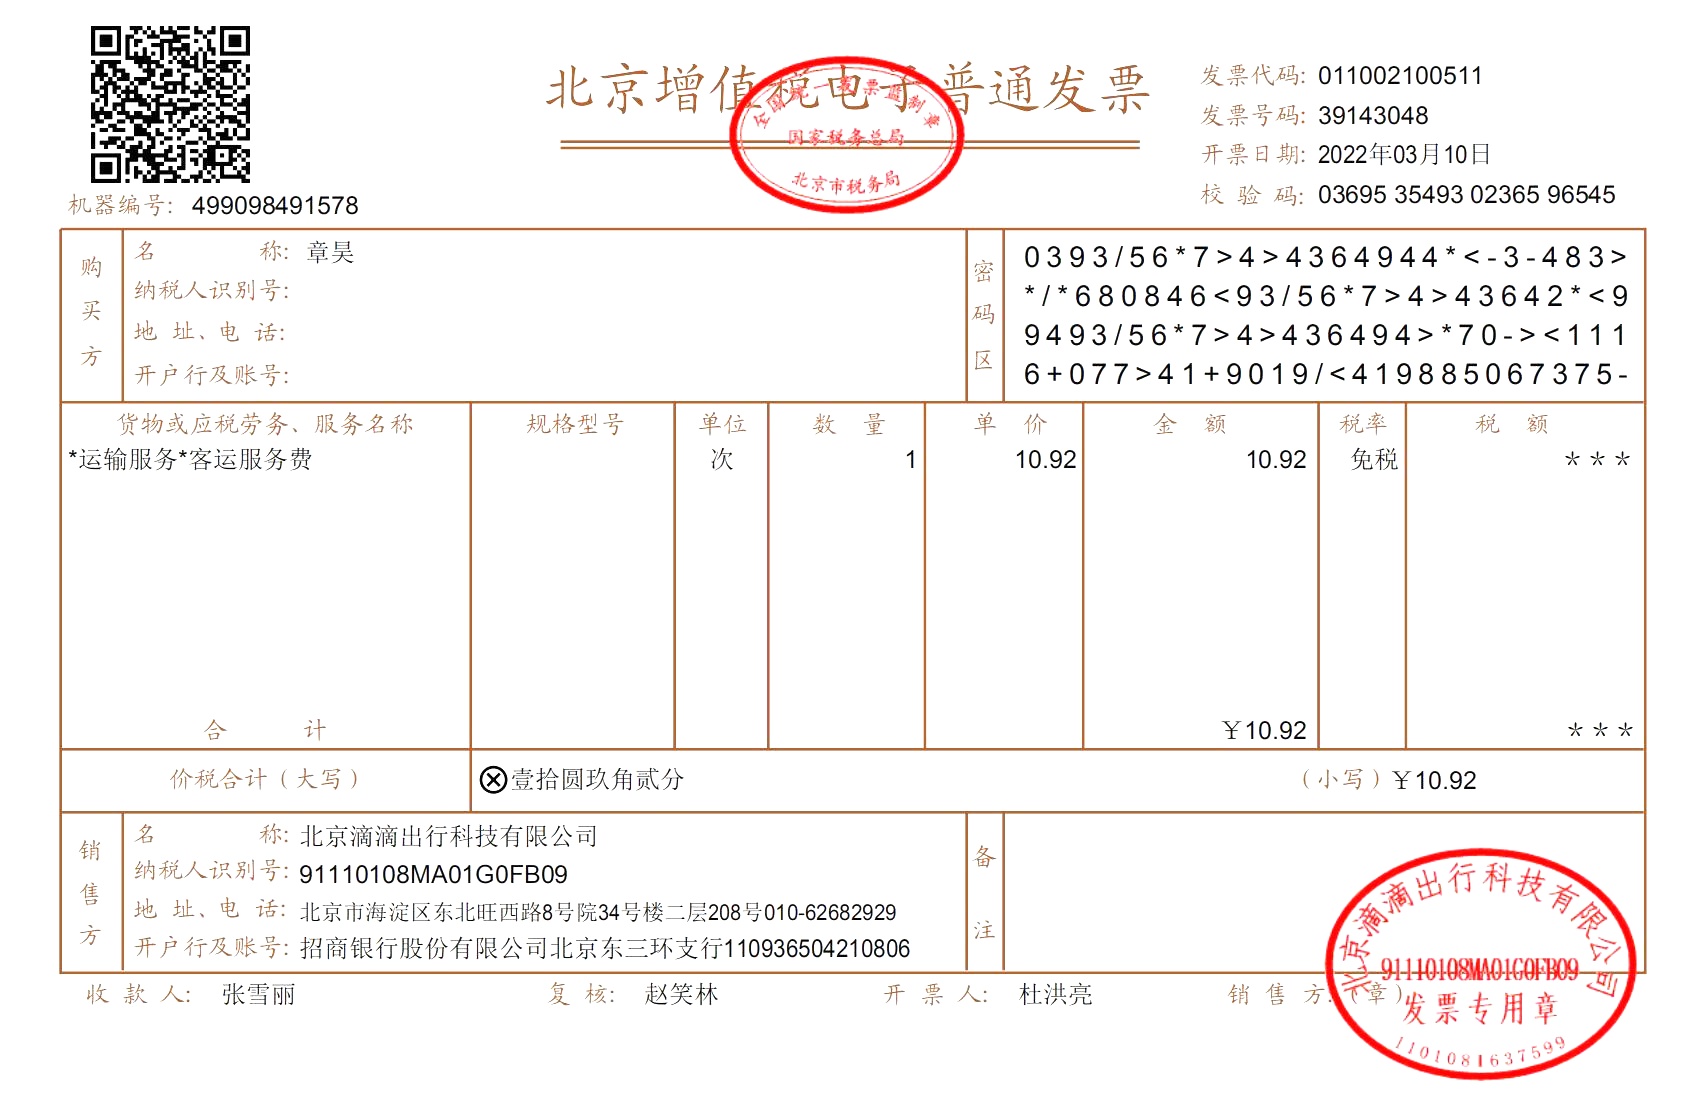 北京增值税电子普通发票
全国统一发票监制章
国家税务总局
北京市税务局
发票代码: 011002100511
发票号码: 39143048
开票日期: 2022年03月10日
校 验 码: 03695 35493 02365 96545
机器编号: 499098491578
购买方
名 称: 章昊
纳税人识别号:
地 址、电 话:
开户行及账号:
密码区
0393/56*7>4>4364944*<-3-483>
*/*680846<93/56*7>4>43642*<9
9493/56*7>4>436494>*70-><111
6+077>41+9019/<419885067375-
货物或应税劳务、服务名称 规格型号 单位 数 量 单 价 金 额 税率 税 额
*运输服务*客运服务费 次 1 10.92 10.92 免税 ***
合 计 ￥10.92 ***
价税合计（大写） ⊗壹拾圆玖角贰分 （小写）￥10.92
销售方
名 称: 北京滴滴出行科技有限公司
纳税人识别号: 91110108MA01G0FB09
地 址、电 话: 北京市海淀区东北旺西路8号院34号楼二层208号010-62682929
开户行及账号: 招商银行股份有限公司北京东三环支行110936504210806
备注
收 款 人: 张雪丽 复 核: 赵笑林 开 票 人: 杜洪亮 销 售 方:（章）
北京滴滴出行科技有限公司
91110108MA01G0FB09
发票专用章
1101081637599